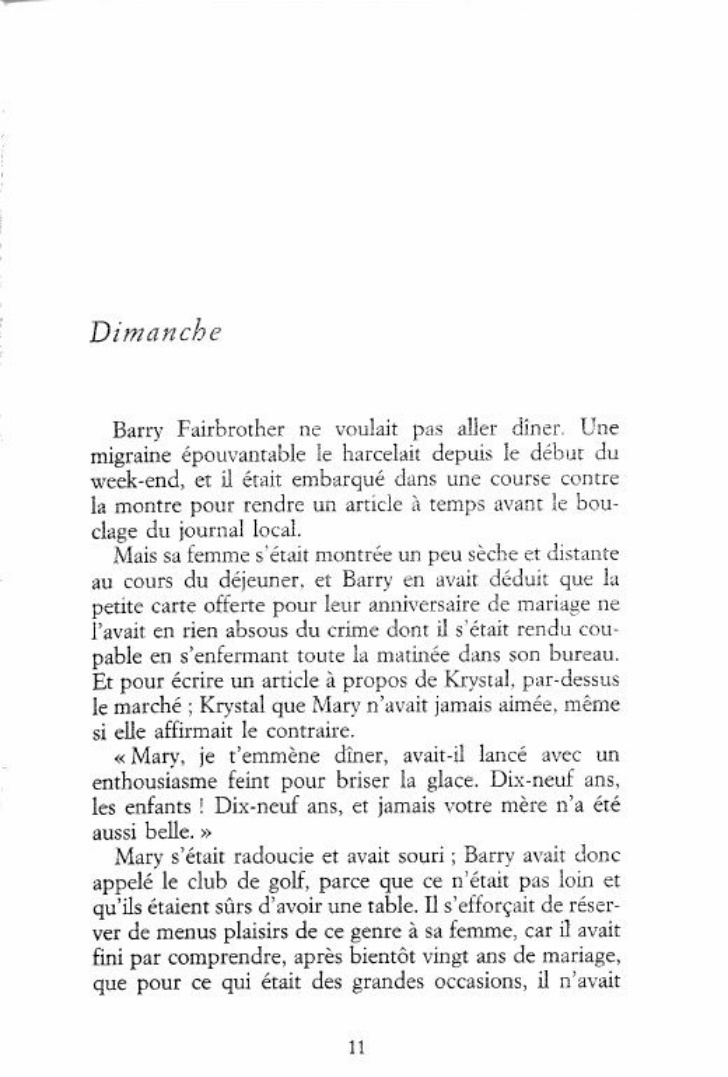 Dimanche
Barry Fairbrother ne voulait pas aller dîner. Une
migraine épouvantable le harcelait depuis le début du
week-end, et il était embarqué dans une course contre
la montre pour rendre un article à temps avant le bou-
clage du journal local.
Mais sa femme s'était montrée un peu sèche et distante
au cours du déjeuner, et Barry en avait déduit que la
petite carte offerte pour leur anniversaire de mariage ne
l'avait en rien absous du crime dont il s'était rendu cou-
pable en s'enfermant toute la matinée dans son bureau.
Et pour écrire un article à propos de Krystal, par-dessus
le marché ; Krystal que Mary n'avait jamais aimée, même
si elle affirmait le contraire.
« Mary, je t'emmène dîner, avait-il lancé avec un
enthousiasme feint pour briser la glace. Dix-neuf ans,
les enfants ! Dix-neuf ans, et jamais votre mère n'a été
aussi belle. »
Mary s'était radoucie et avait souri ; Barry avait donc
appelé le club de golf, parce que ce n'était pas loin et
qu'ils étaient sûrs d'avoir une table. Il s'efforçait de réser-
ver de menus plaisirs de ce genre à sa femme, car il avait
fini par comprendre, après bientôt vingt ans de mariage,
que pour ce qui était des grandes occasions, il n'avait
11